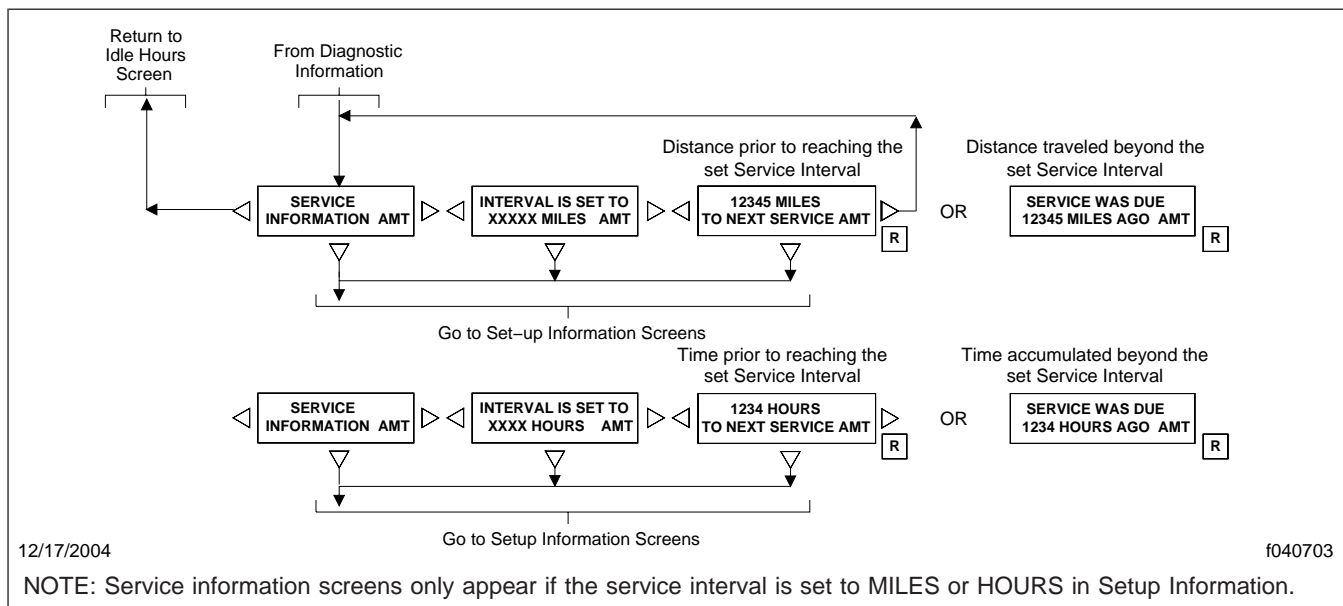 Return to
Idle Hours
Screen
From Diagnostic
Information
Distance prior to reaching the
set Service Interval
Distance traveled beyond the
set Service Interval
SERVICE
INFORMATION AMT
INTERVAL IS SET TO
XXXXX MILES AMT
12345 MILES
TO NEXT SERVICE AMT
R
OR
SERVICE WAS DUE
12345 MILES AGO AMT
R
Go to Set−up Information Screens
Time prior to reaching the
set Service Interval
Time accumulated beyond the
set Service Interval
SERVICE
INFORMATION AMT
INTERVAL IS SET TO
XXXX HOURS AMT
1234 HOURS
TO NEXT SERVICE AMT
R
OR
SERVICE WAS DUE
1234 HOURS AGO AMT
R
Go to Setup Information Screens
12/17/2004
f040703
NOTE: Service information screens only appear if the service interval is set to MILES or HOURS in Setup Information.